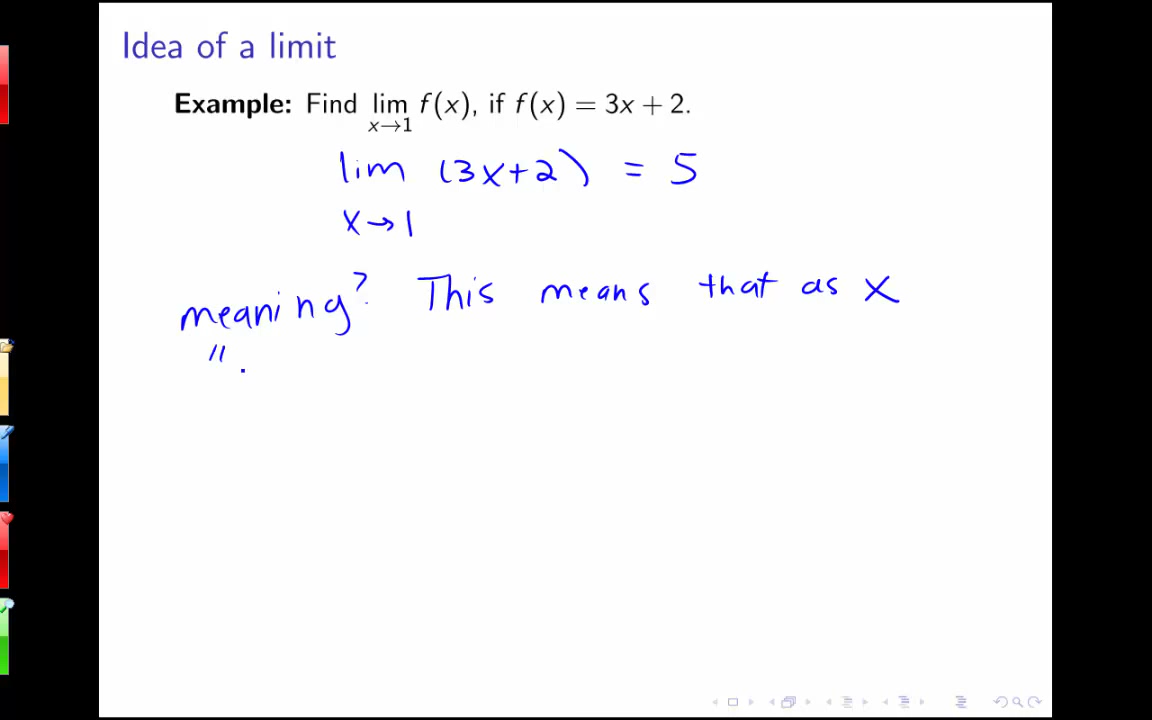 Idea of a limit
Example: Find lim f(x), if f(x) = 3x + 2.
x→1
lim (3x+2) = 5
x→1
meaning? This means that as x
".